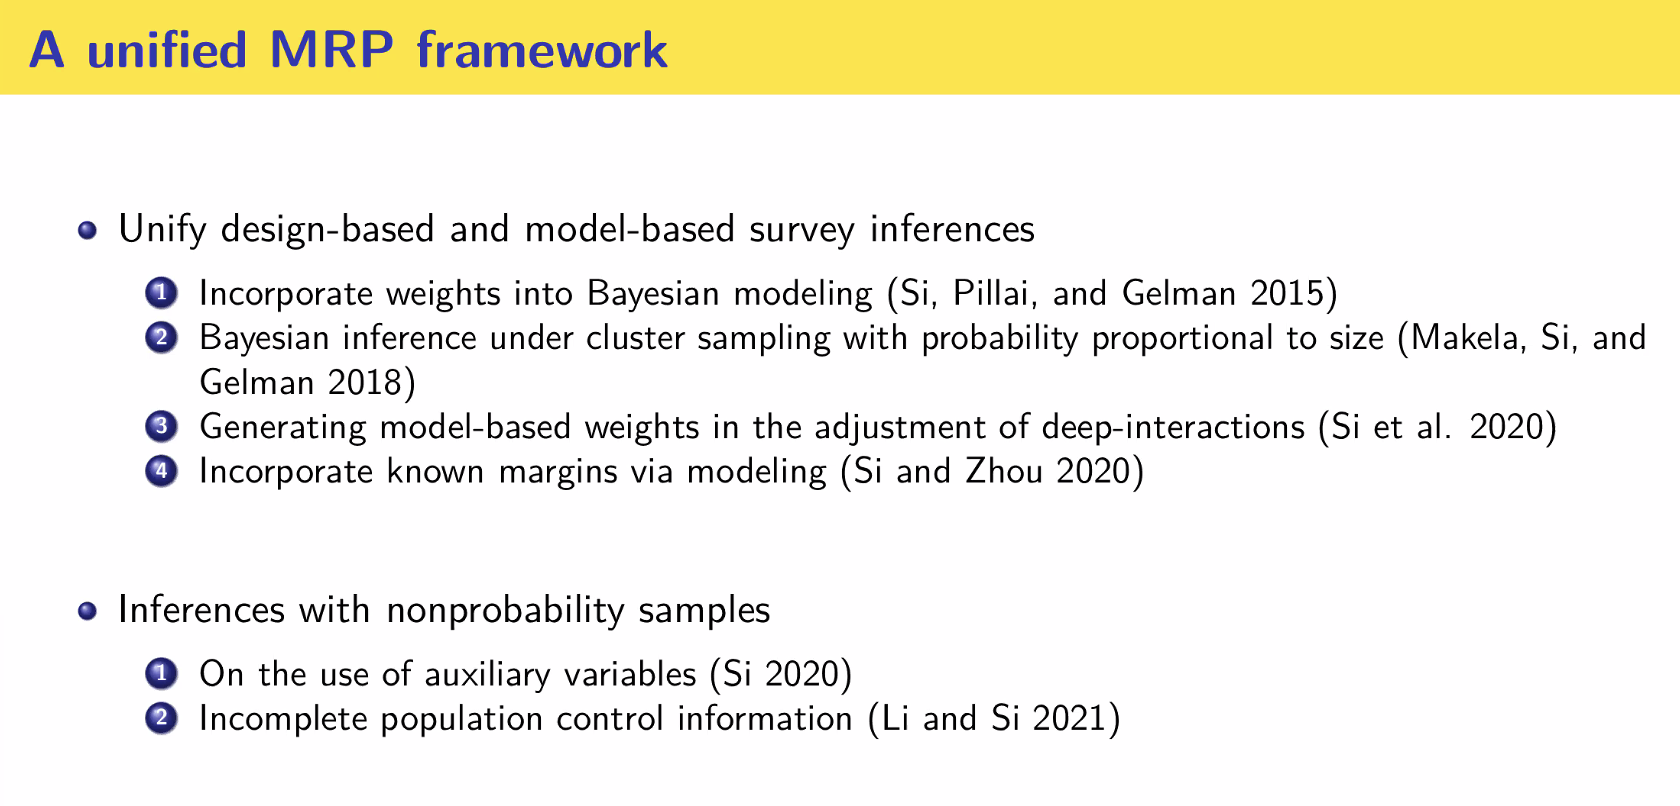 A unified MRP framework
Unify design-based and model-based survey inferences
1 Incorporate weights into Bayesian modeling (Si, Pillai, and Gelman 2015)
2 Bayesian inference under cluster sampling with probability proportional to size (Makela, Si, and
Gelman 2018)
3 Generating model-based weights in the adjustment of deep-interactions (Si et al. 2020)
4 Incorporate known margins via modeling (Si and Zhou 2020)
Inferences with nonprobability samples
1 On the use of auxiliary variables (Si 2020)
2 Incomplete population control information (Li and Si 2021)